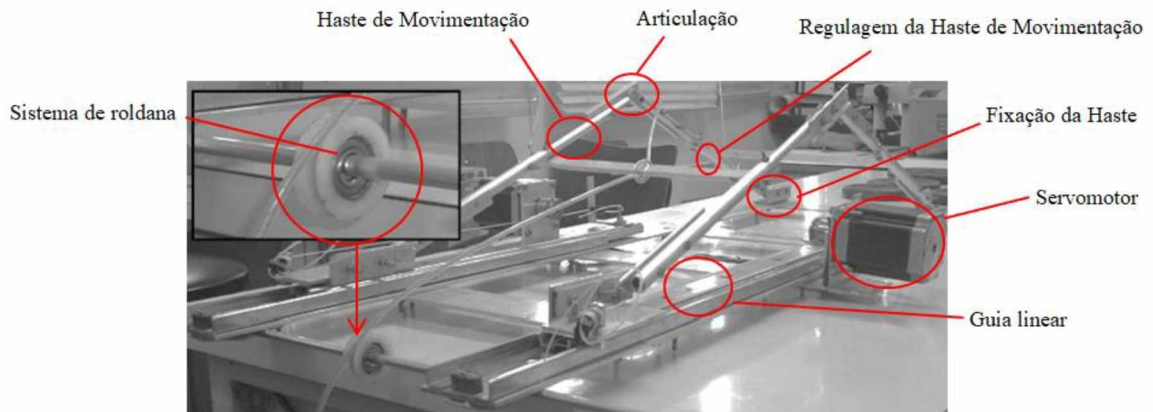 Haste de Movimentação
Articulação
Regulagem da Haste de Movimentação
Sistema de roldana
Fixação da Haste
Servomotor
Guia linear